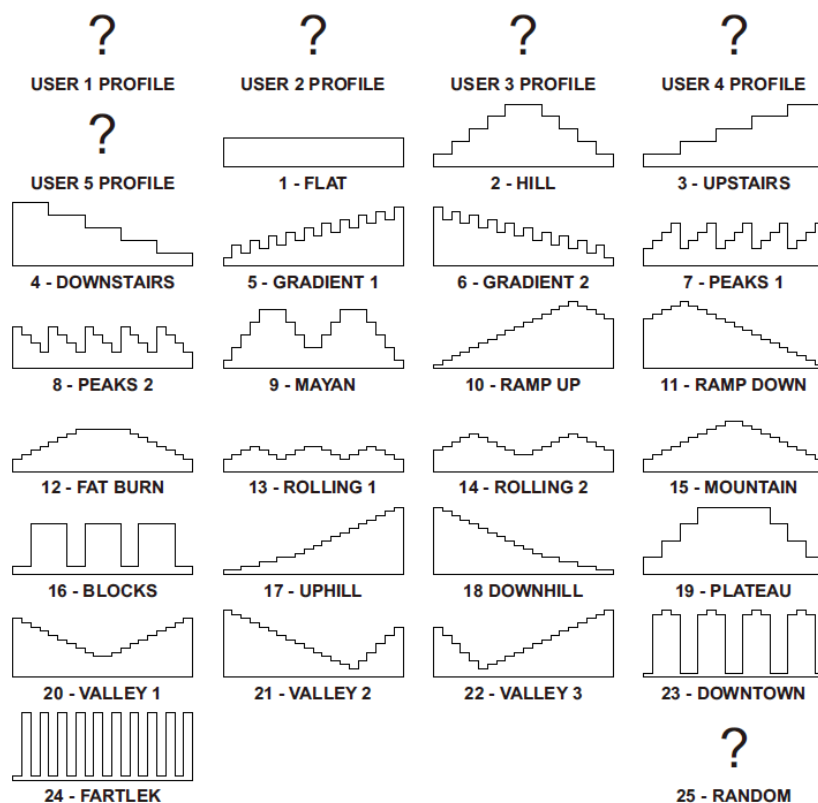 ?
?
?
?
USER 1 PROFILE
USER 2 PROFILE
USER 3 PROFILE
USER 4 PROFILE
?
USER 5 PROFILE
1 - FLAT
2 - HILL
3 - UPSTAIRS
4 - DOWNSTAIRS
5 - GRADIENT 1
6 - GRADIENT 2
7 - PEAKS 1
8 - PEAKS 2
9 - MAYAN
10 - RAMP UP
11 - RAMP DOWN
12 - FAT BURN
13 - ROLLING 1
14 - ROLLING 2
15 - MOUNTAIN
16 - BLOCKS
17 - UPHILL
18 DOWNHILL
19 - PLATEAU
20 - VALLEY 1
21 - VALLEY 2
22 - VALLEY 3
23 - DOWNTOWN
24 - FARTLEK
?
25 - RANDOM